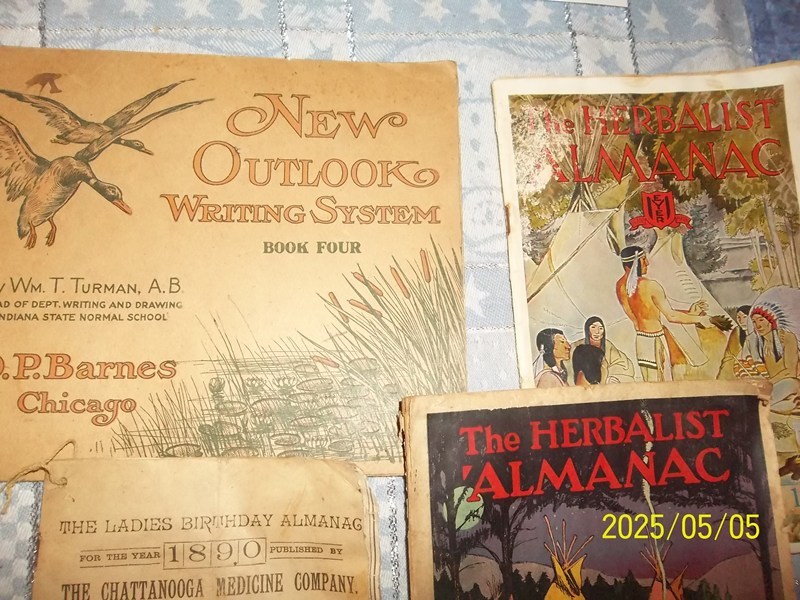 NEW
OUTLOOK
WRITING SYSTEM
BOOK FOUR
WM. T. TURMAN, A.B.
OF DEPT. WRITING AND DRAWING
INDIANA STATE NORMAL SCHOOL
.P. Barnes
Chicago
The HERBALIST
ALMANAC
MEYER
The HERBALIST
ALMANAC
THE LADIES BIRTHDAY ALMANAC
FOR THE YEAR 1890 PUBLISHED BY
THE CHATTANOOGA MEDICINE COMPANY.
2025/05/05